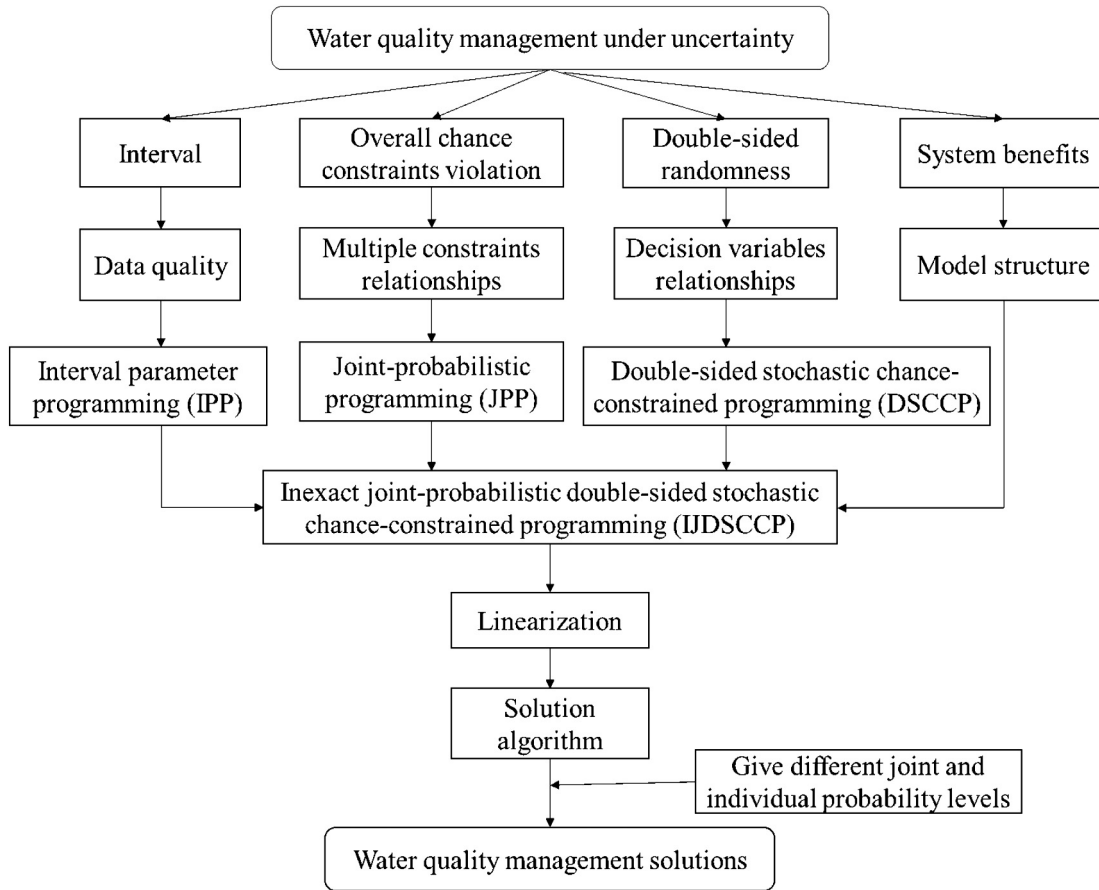 Water quality management under uncertainty
Interval
Overall chance
constraints violation
Double-sided
randomness
System benefits
Data quality
Multiple constraints
relationships
Decision variables
relationships
Model structure
Interval parameter
programming (IPP)
Joint-probabilistic
programming (JPP)
Double-sided stochastic chance-
constrained programming (DSCCP)
Inexact joint-probabilistic double-sided stochastic
chance-constrained programming (IJDSCCP)
Linearization
Solution
algorithm
Give different joint and
individual probability levels
Water quality management solutions